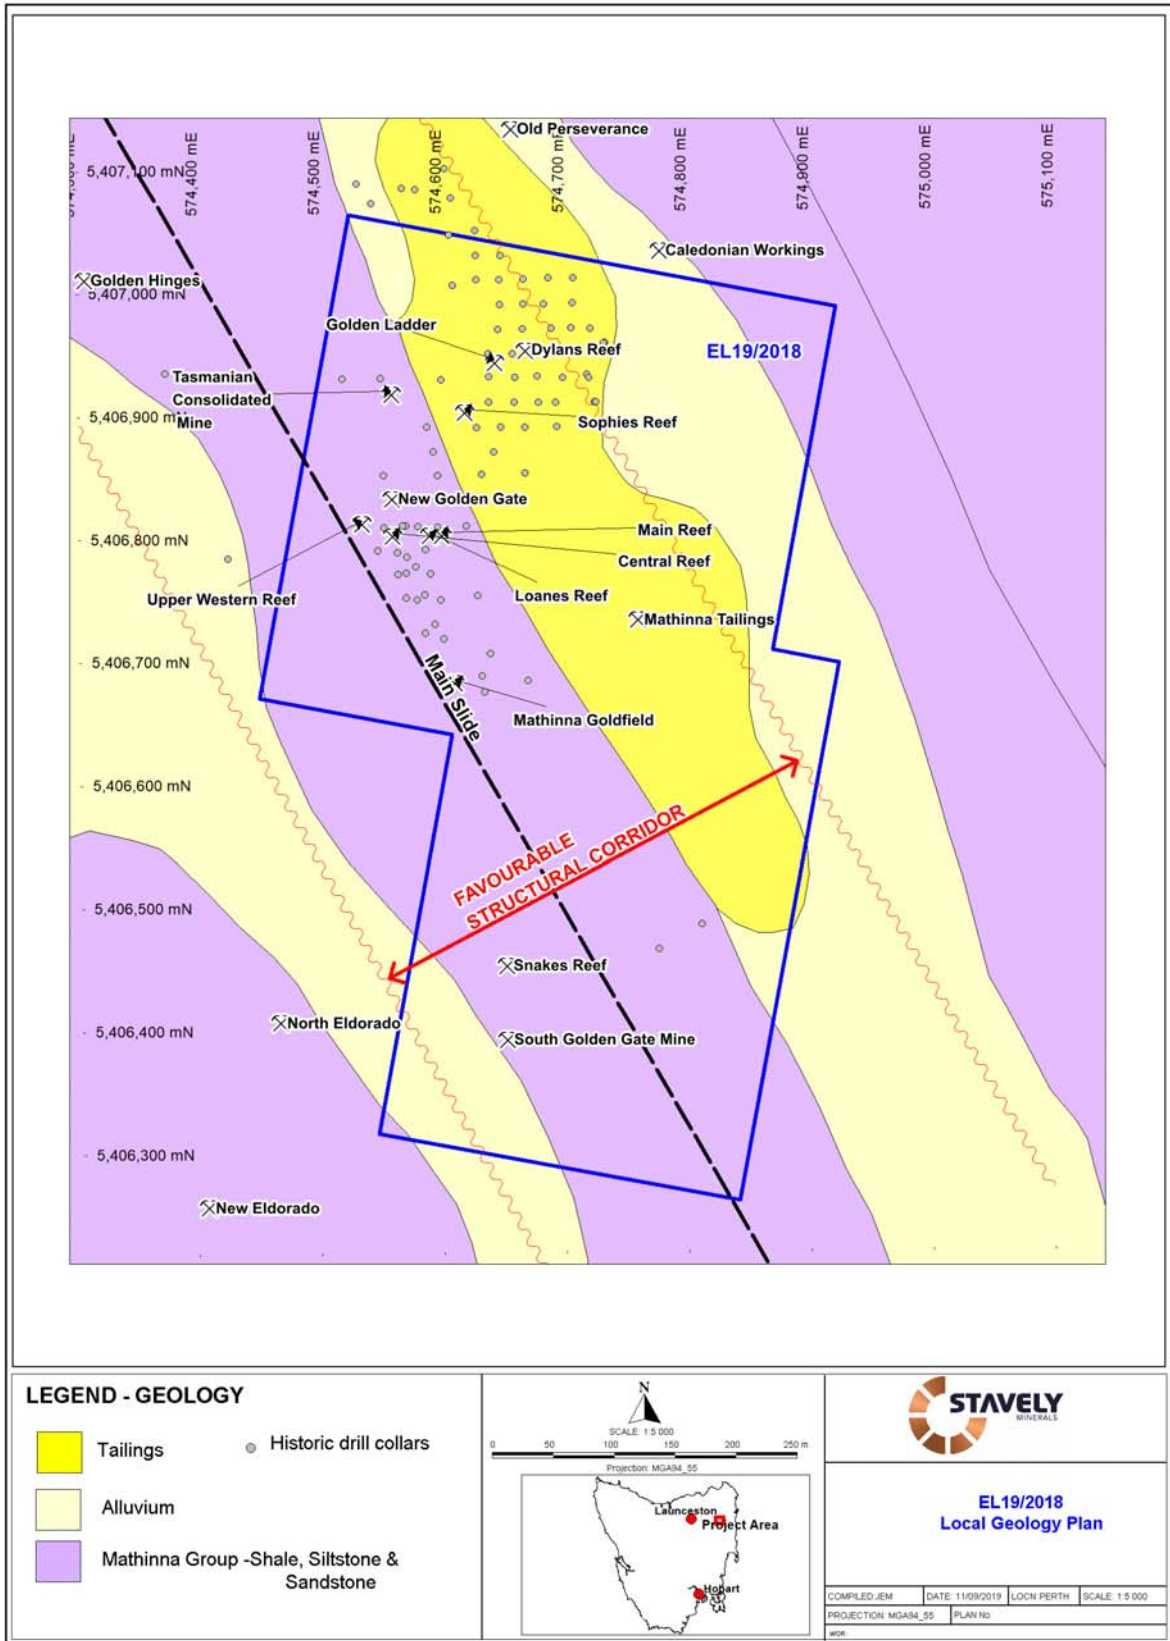 574,400 mE
574,500 mE
574,600 mE
574,700 mE
574,800 mE
574,900 mE
575,000 mE
575,100 mE
Old Perseverance
5,407,100 mN
Caledonian Workings
Golden Hinges
5,407,000 mN
Golden Ladder
Dylans Reef
EL19/2018
Tasmanian
Consolidated
Mine
5,406,900 mN
Sophies Reef
New Golden Gate
Main Reef
5,406,800 mN
Central Reef
Upper Western Reef
Loanes Reef
Mathinna Tailings
5,406,700 mN
Main Slide
Mathinna Goldfield
5,406,600 mN
FAVOURABLE
STRUCTURAL CORRIDOR
5,406,500 mN
Snakes Reef
North Eldorado
5,406,400 mN
South Golden Gate Mine
5,406,300 mN
New Eldorado
LEGEND - GEOLOGY
Tailings
Historic drill collars
Alluvium
Mathinna Group -Shale, Siltstone &
Sandstone
N
SCALE: 1:5 000
0 50 100 150 200 250 m
Projection: MGA94_55
Launceston
Project Area
Hobart
STAVELY
MINERALS
EL19/2018
Local Geology Plan
COMPILED:JEM DATE: 11/09/2019 LOCN: PERTH SCALE: 1:5 000
PROJECTION: MGA94_55 PLAN No: